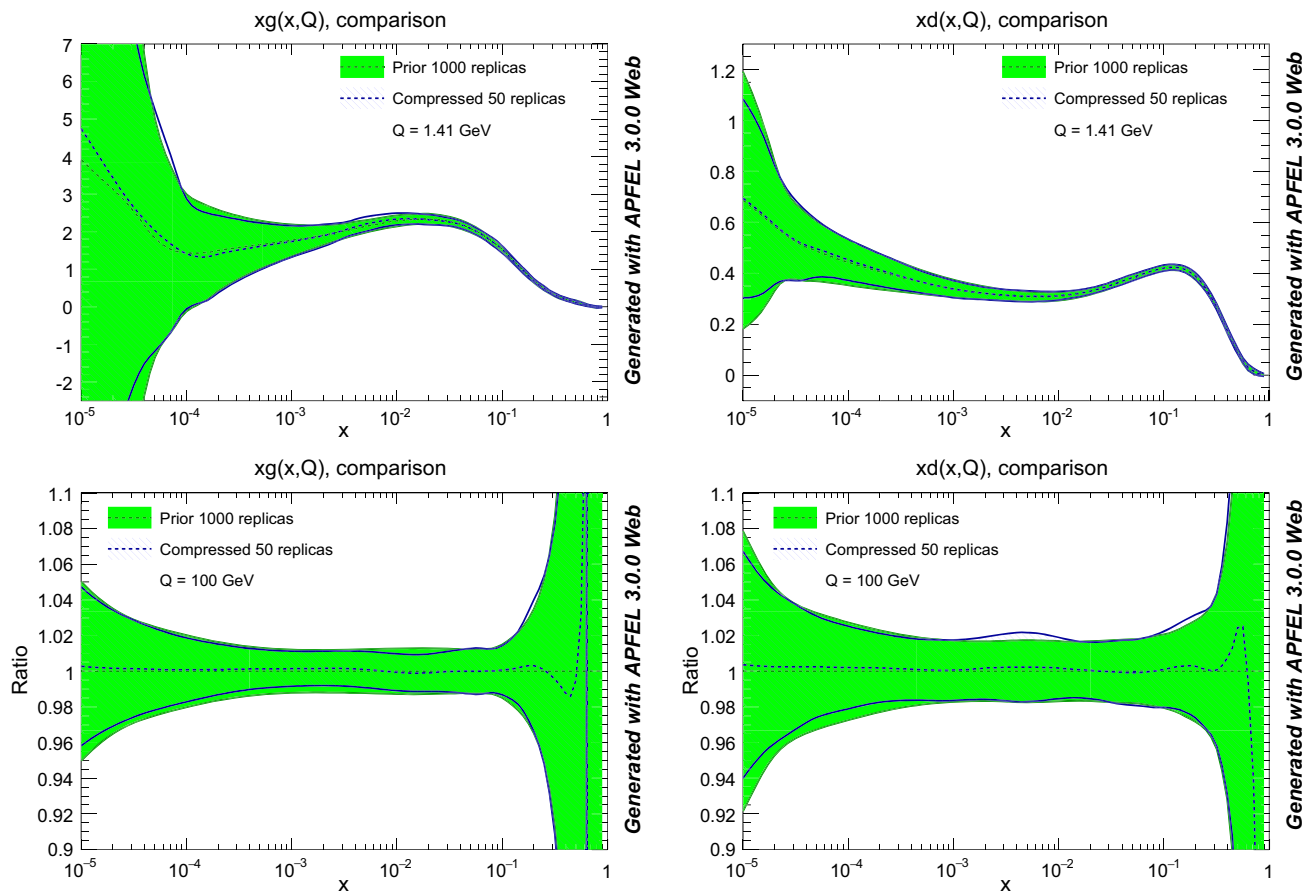 xg(x,Q), comparison
7
6
5
4
3
2
1
0
-1
-2
Prior 1000 replicas
Compressed 50 replicas
Q = 1.41 GeV
10⁻⁵ 10⁻⁴ 10⁻³ 10⁻² 10⁻¹ 1
x
Generated with APFEL 3.0.0 Web
xd(x,Q), comparison
1.2
1
0.8
0.6
0.4
0.2
0
Prior 1000 replicas
Compressed 50 replicas
Q = 1.41 GeV
10⁻⁵ 10⁻⁴ 10⁻³ 10⁻² 10⁻¹ 1
x
Generated with APFEL 3.0.0 Web
xg(x,Q), comparison
Ratio
1.1
1.08
1.06
1.04
1.02
1
0.98
0.96
0.94
0.92
0.9
Prior 1000 replicas
Compressed 50 replicas
Q = 100 GeV
10⁻⁵ 10⁻⁴ 10⁻³ 10⁻² 10⁻¹ 1
x
Generated with APFEL 3.0.0 Web
xd(x,Q), comparison
Ratio
1.1
1.08
1.06
1.04
1.02
1
0.98
0.96
0.94
0.92
0.9
Prior 1000 replicas
Compressed 50 replicas
Q = 100 GeV
10⁻⁵ 10⁻⁴ 10⁻³ 10⁻² 10⁻¹ 1
x
Generated with APFEL 3.0.0 Web